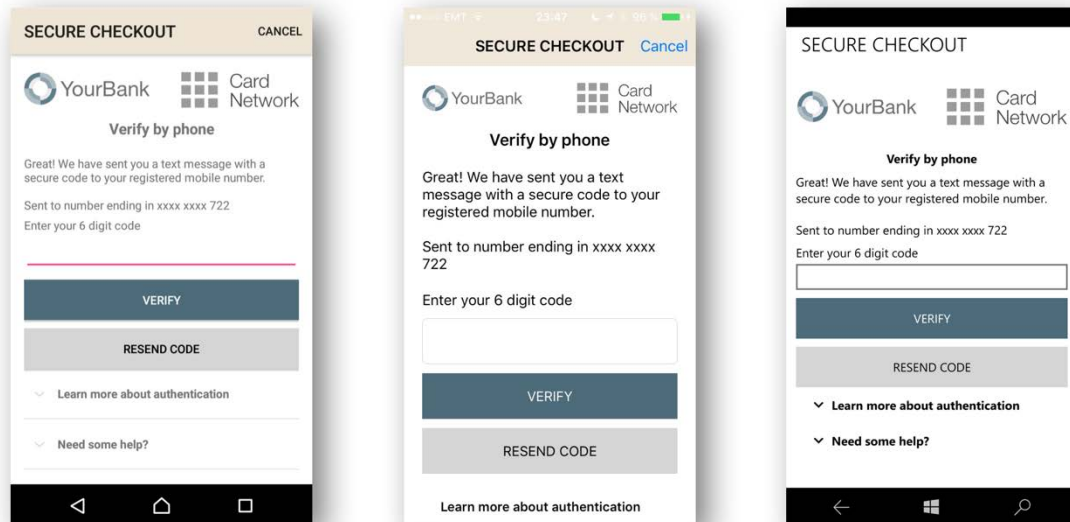 SECURE CHECKOUT CANCEL
YourBank
Card
Network
Verify by phone
Great! We have sent you a text message with a
secure code to your registered mobile number.
Sent to number ending in xxxx xxxx 722
Enter your 6 digit code
VERIFY
RESEND CODE
Learn more about authentication
Need some help?
EMT 23:47 96 %
SECURE CHECKOUT Cancel
YourBank
Card
Network
Verify by phone
Great! We have sent you a text
message with a secure code to your
registered mobile number.
Sent to number ending in xxxx xxxx
722
Enter your 6 digit code
VERIFY
RESEND CODE
Learn more about authentication
SECURE CHECKOUT
YourBank
Card
Network
Verify by phone
Great! We have sent you a text message with a
secure code to your registered mobile number.
Sent to number ending in xxxx xxxx 722
Enter your 6 digit code
VERIFY
RESEND CODE
Learn more about authentication
Need some help?